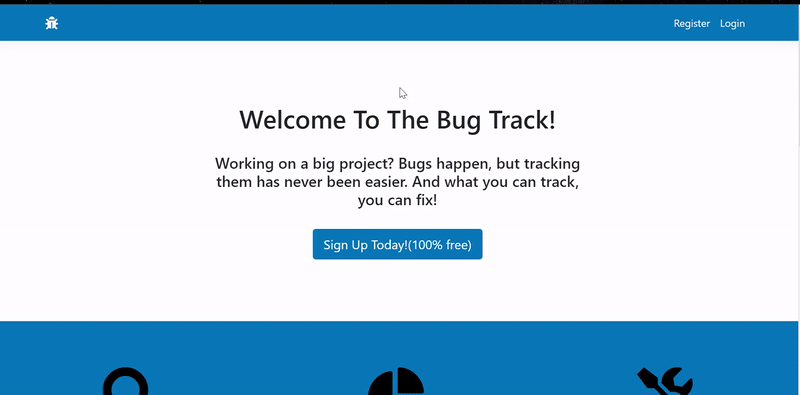 Register Login
Welcome To The Bug Track!
Working on a big project? Bugs happen, but tracking
them has never been easier. And what you can track,
you can fix!
Sign Up Today!(100% free)